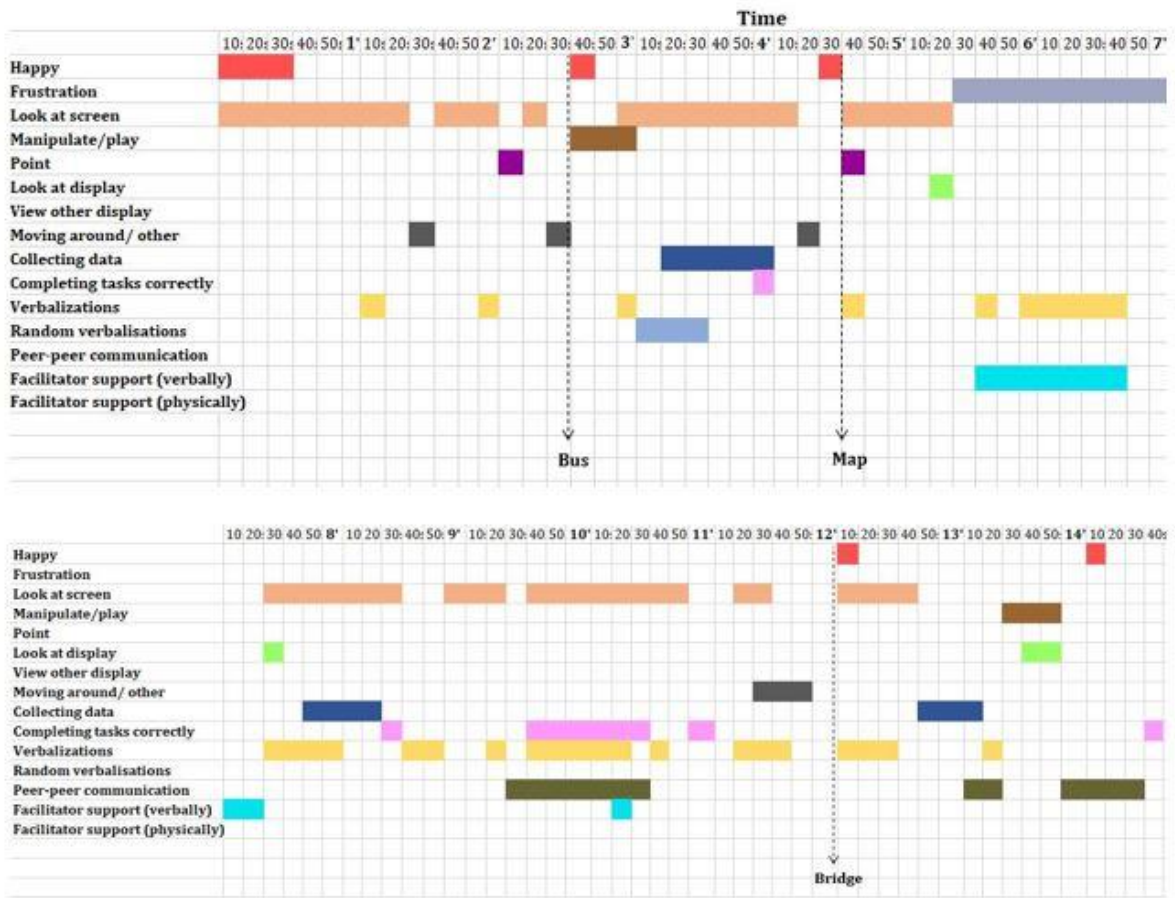 Time
10: 20: 30: 40: 50: 1' 10: 20: 30: 40: 50 2' 10: 20: 30: 40: 50 3' 10: 20: 30 40 50: 4' 10: 20 30 40 50: 5' 10: 20 30 40 50 6' 10 20 30: 40 50 7'
Happy
Frustration
Look at screen
Manipulate/play
Point
Look at display
View other display
Moving around/ other
Collecting data
Completing tasks correctly
Verbalizations
Random verbalisations
Peer-peer communication
Facilitator support (verbally)
Facilitator support (physically)
Bus Map
10 20: 30 40 50 8' 10 20 30: 40: 50: 9' 10 20: 30: 40 50 10' 10: 20 30 40 50 11' 10 20 30 40 50: 12' 10: 20: 30: 40 50: 13' 10: 20 30 40 50: 14' 10 20 30 40:
Happy
Frustration
Look at screen
Manipulate/play
Point
Look at display
View other display
Moving around/ other
Collecting data
Completing tasks correctly
Verbalizations
Random verbalisations
Peer-peer communication
Facilitator support (verbally)
Facilitator support (physically)
Bridge